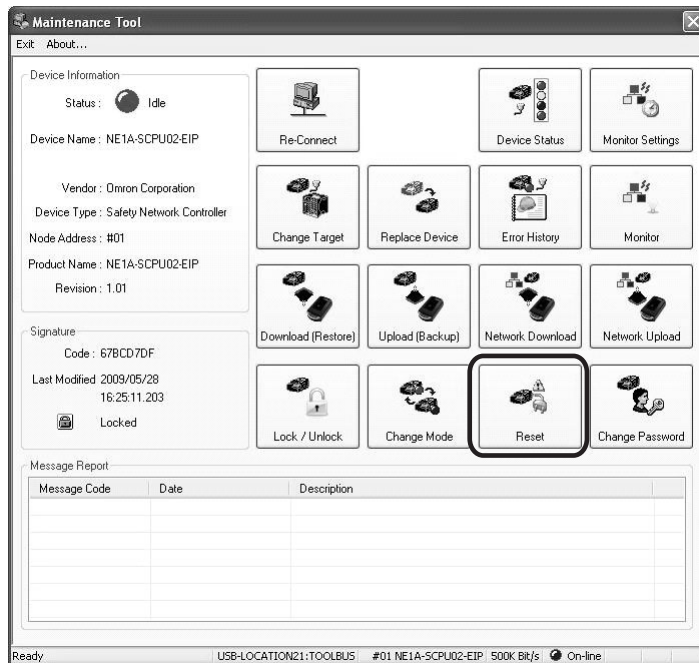 Maintenance Tool
Exit About...
Device Information
Status : Idle
Device Name : NE1A-SCPU02-EIP
Vendor : Omron Corporation
Device Type : Safety Network Controller
Node Address : #01
Product Name : NE1A-SCPU02-EIP
Revision : 1.01
Signature
Code : 67BCD7DF
Last Modified 2009/05/28
16:25:11.203
Locked
Re-Connect
Device Status
Monitor Settings
Change Target
Replace Device
Error History
Monitor
Download (Restore)
Upload (Backup)
Network Download
Network Upload
Lock / Unlock
Change Mode
Reset
Change Password
Message Report
Message Code Date Description
Ready USB-LOCATION21:TOOLBUS #01 NE1A-SCPU02-EIP 500K Bit/s On-line